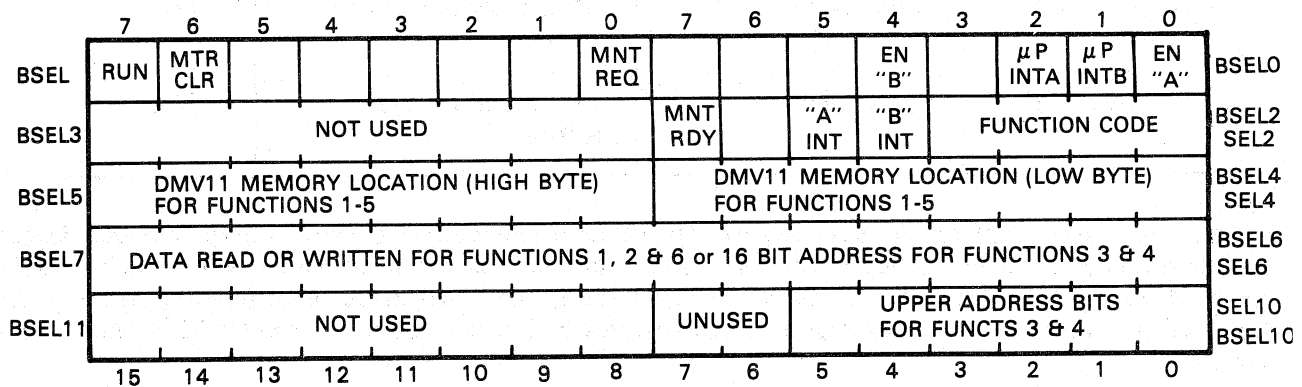 7 6 5 4 3 2 1 0 7 6 5 4 3 2 1 0
BSEL RUN MTR CLR MNT REQ EN "B" μP INTA μP INTB EN "A" BSEL0
BSEL3 NOT USED MNT RDY "A" INT "B" INT FUNCTION CODE BSEL2 SEL2
BSEL5 DMV11 MEMORY LOCATION (HIGH BYTE) FOR FUNCTIONS 1-5 DMV11 MEMORY LOCATION (LOW BYTE) FOR FUNCTIONS 1-5 BSEL4 SEL4
BSEL7 DATA READ OR WRITTEN FOR FUNCTIONS 1, 2 & 6 or 16 BIT ADDRESS FOR FUNCTIONS 3 & 4 BSEL6 SEL6
BSEL11 NOT USED UNUSED UPPER ADDRESS BITS FOR FUNCTS 3 & 4 SEL10 BSEL10
15 14 13 12 11 10 9 8 7 6 5 4 3 2 1 0